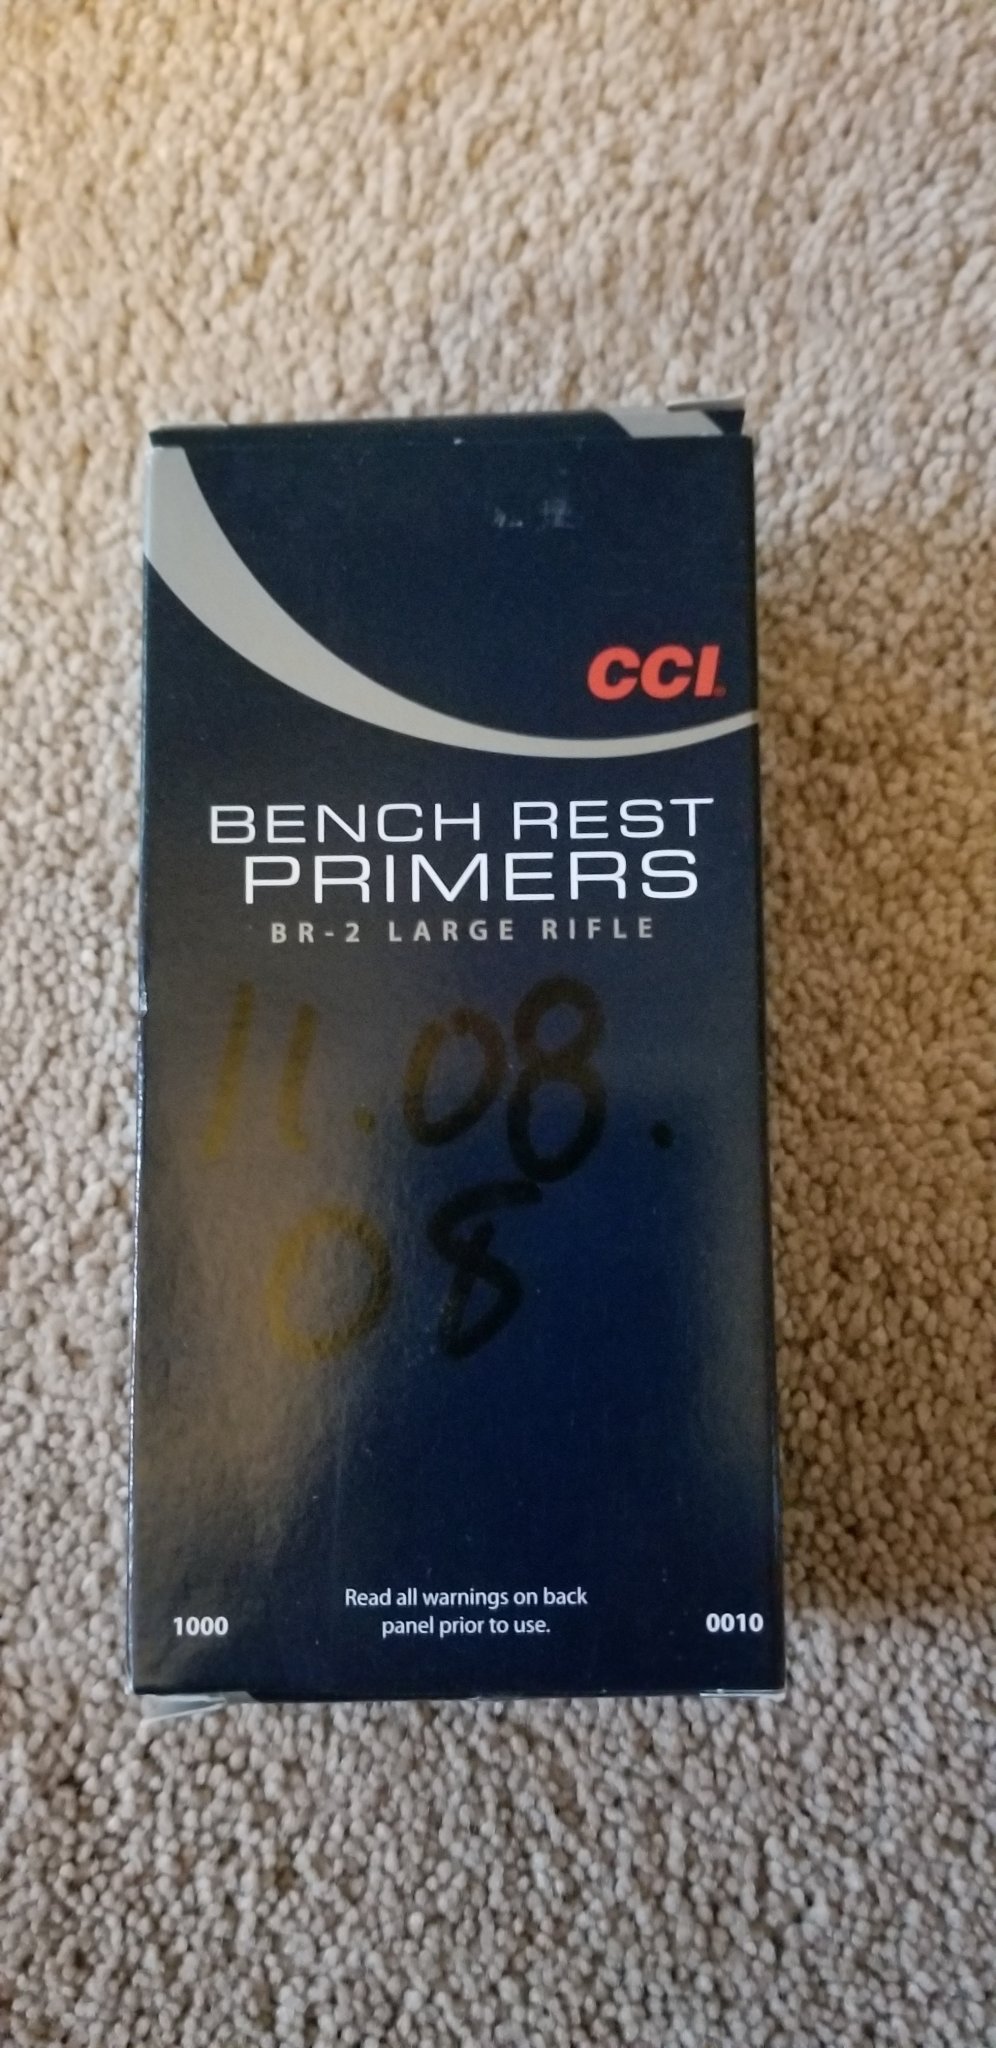 CCI
BENCH REST
PRIMERS
BR-2 LARGE RIFLE
11.08.
08
Read all warnings on back
panel prior to use.
1000
0010